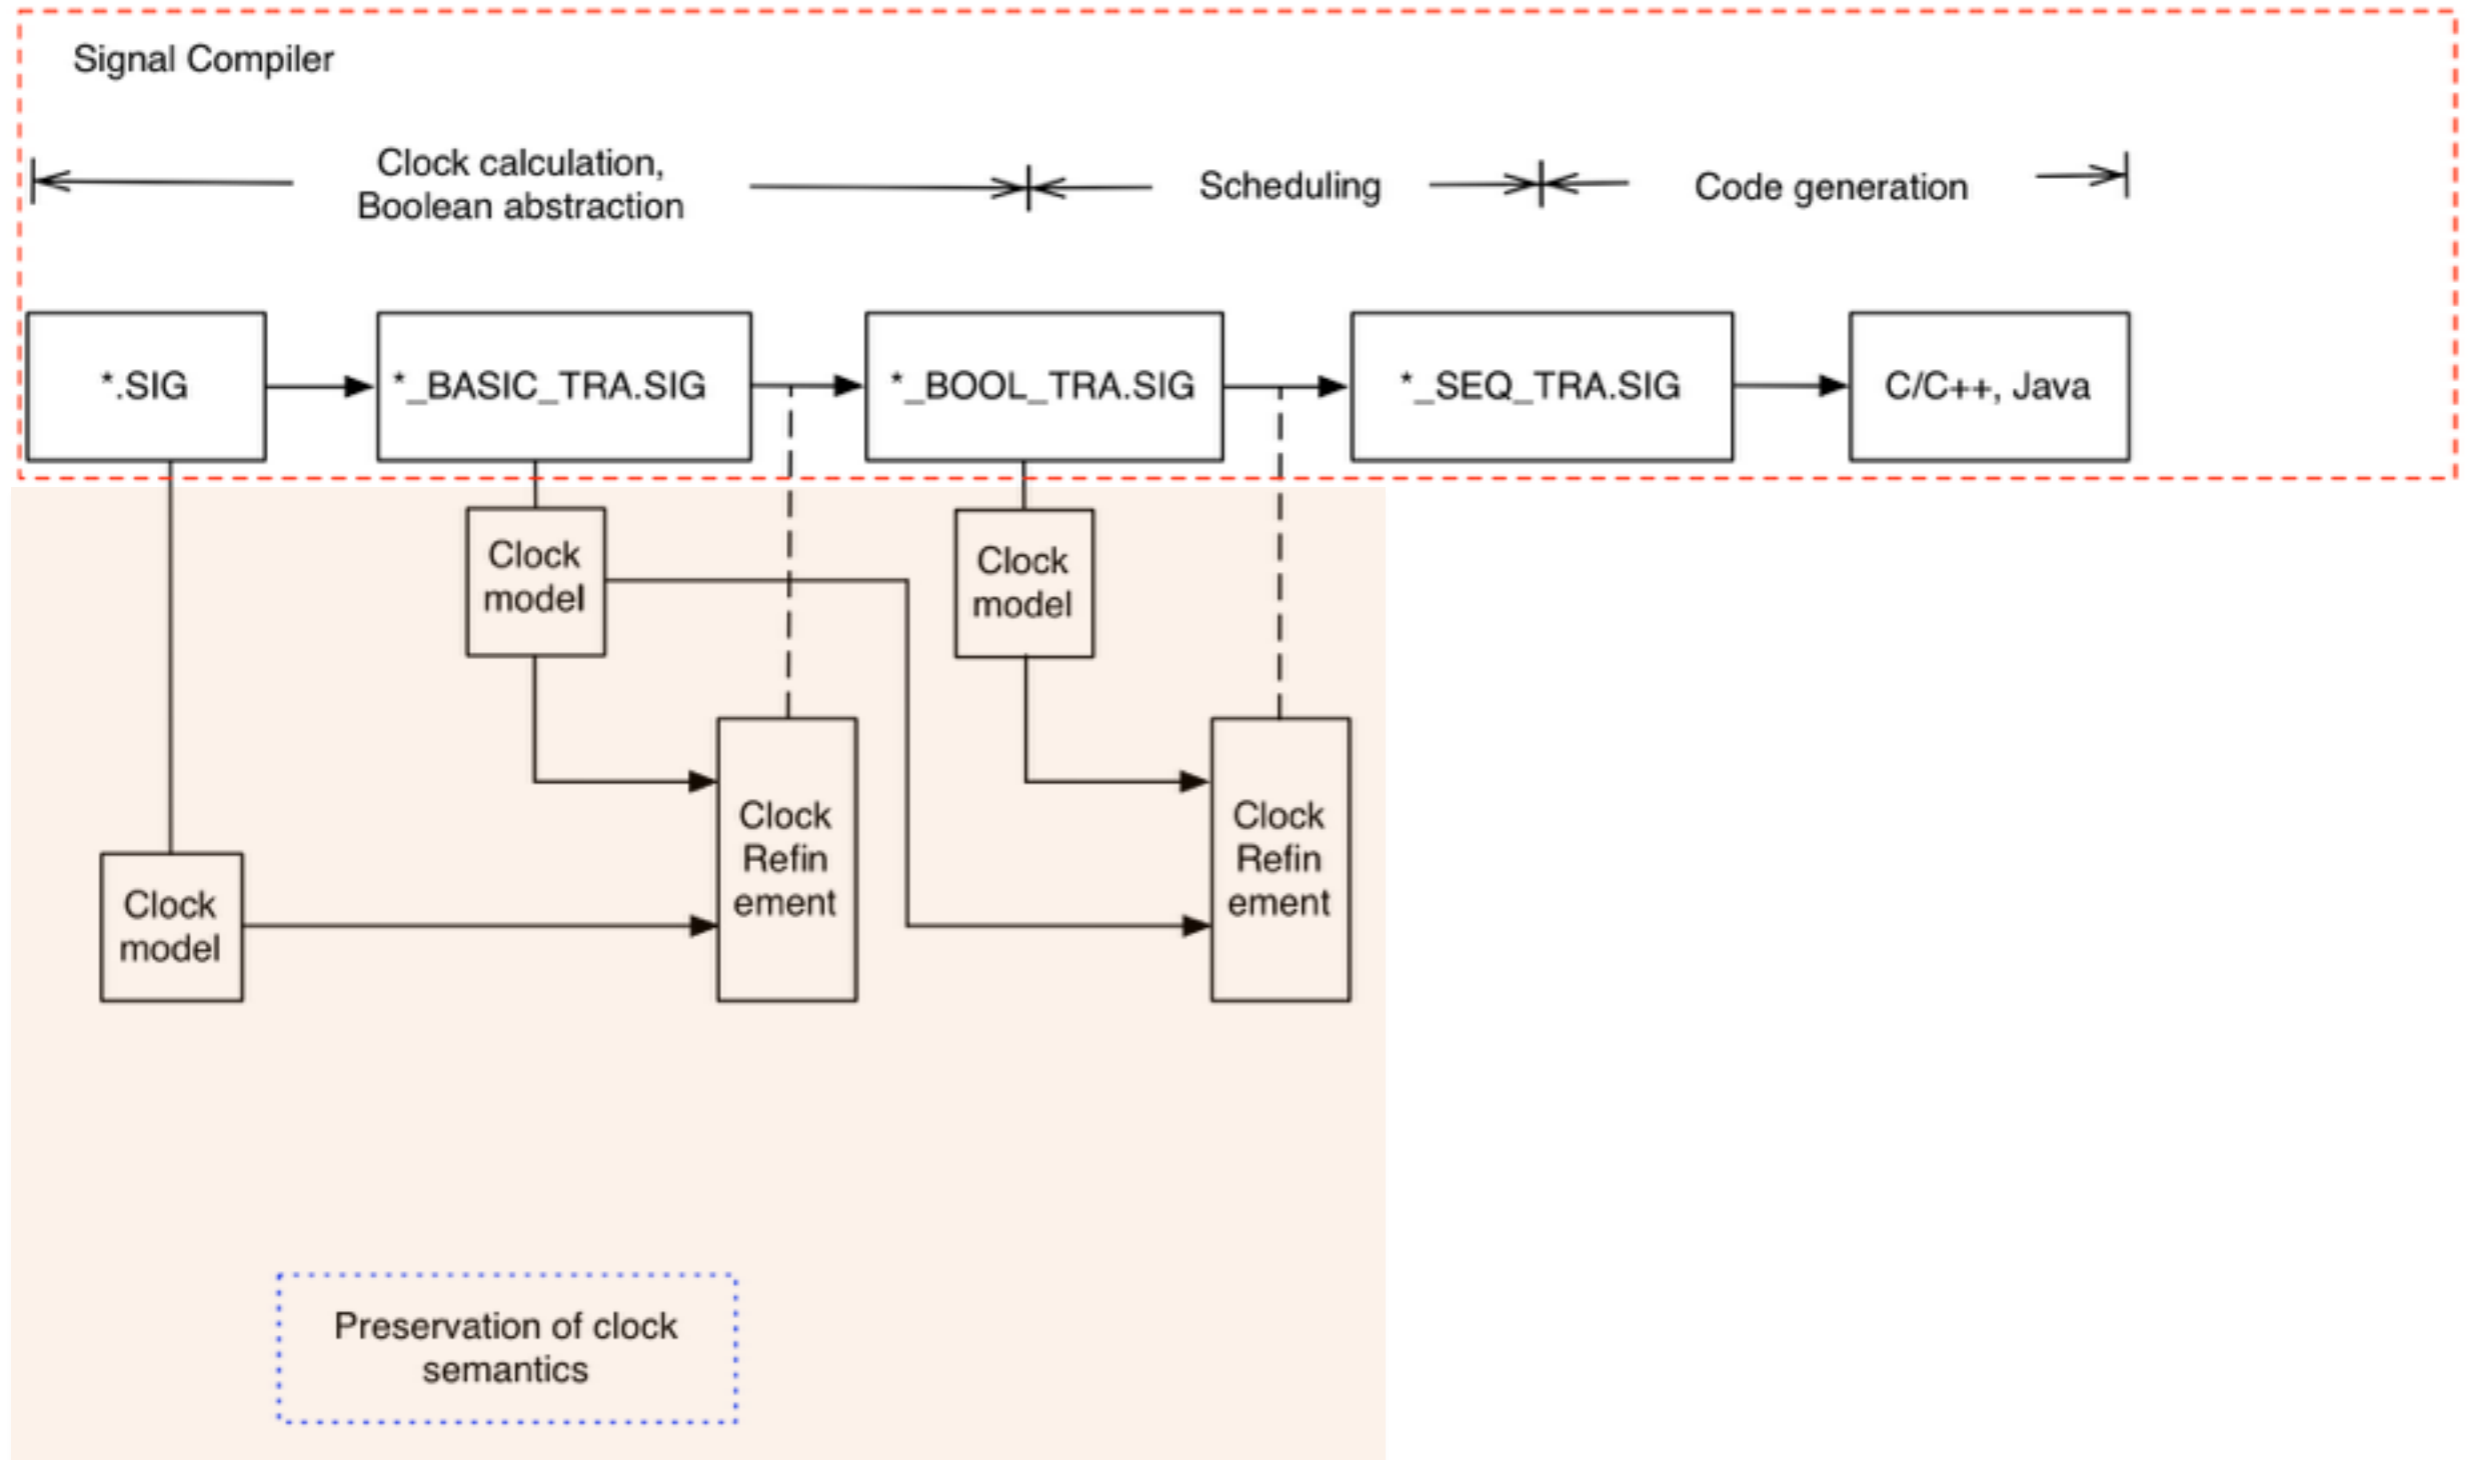 Signal Compiler
Clock calculation,
Boolean abstraction
Scheduling
Code generation
*.SIG
*_BASIC_TRA.SIG
*_BOOL_TRA.SIG
*_SEQ_TRA.SIG
C/C++, Java
Clock
model
Clock
model
Clock
Refin
ement
Clock
Refin
ement
Clock
model
Preservation of clock
semantics